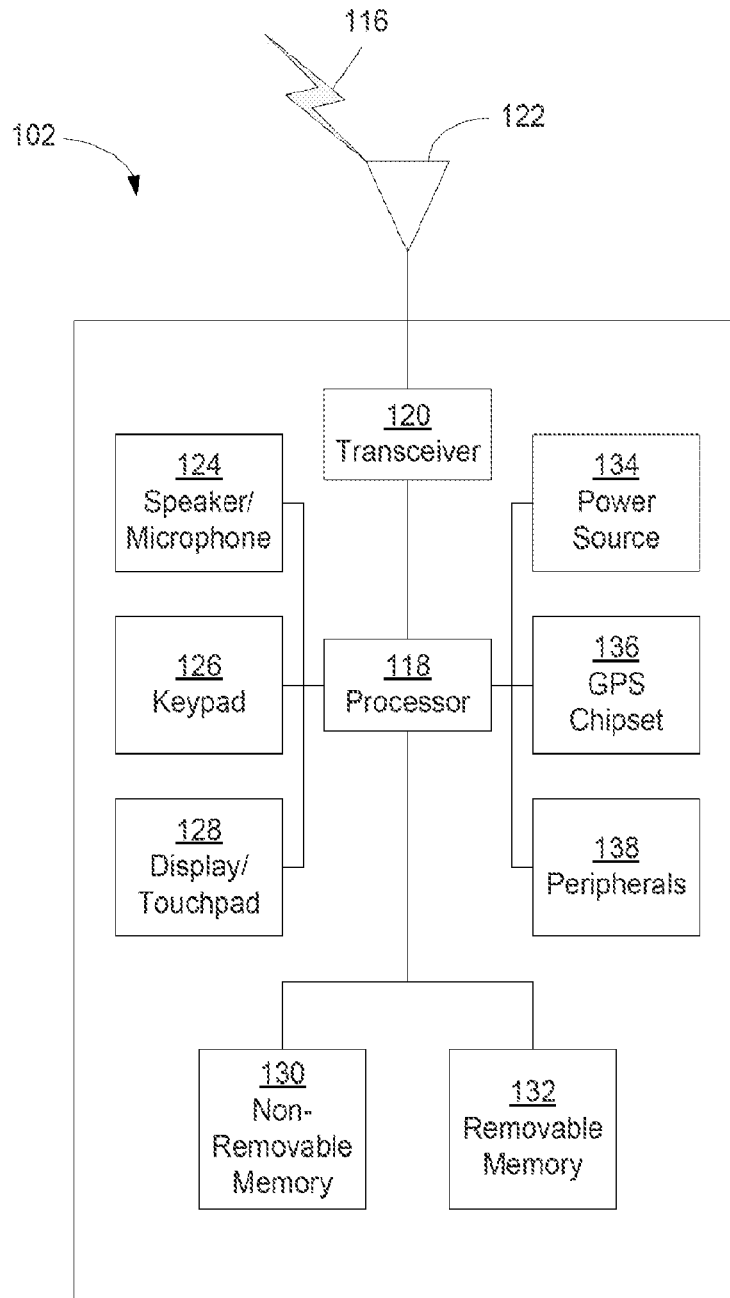 116
122
102
120
Transceiver
124
Speaker/
Microphone
134
Power
Source
126
Keypad
118
Processor
136
GPS
Chipset
128
Display/
Touchpad
138
Peripherals
130
Non-
Removable
Memory
132
Removable
Memory